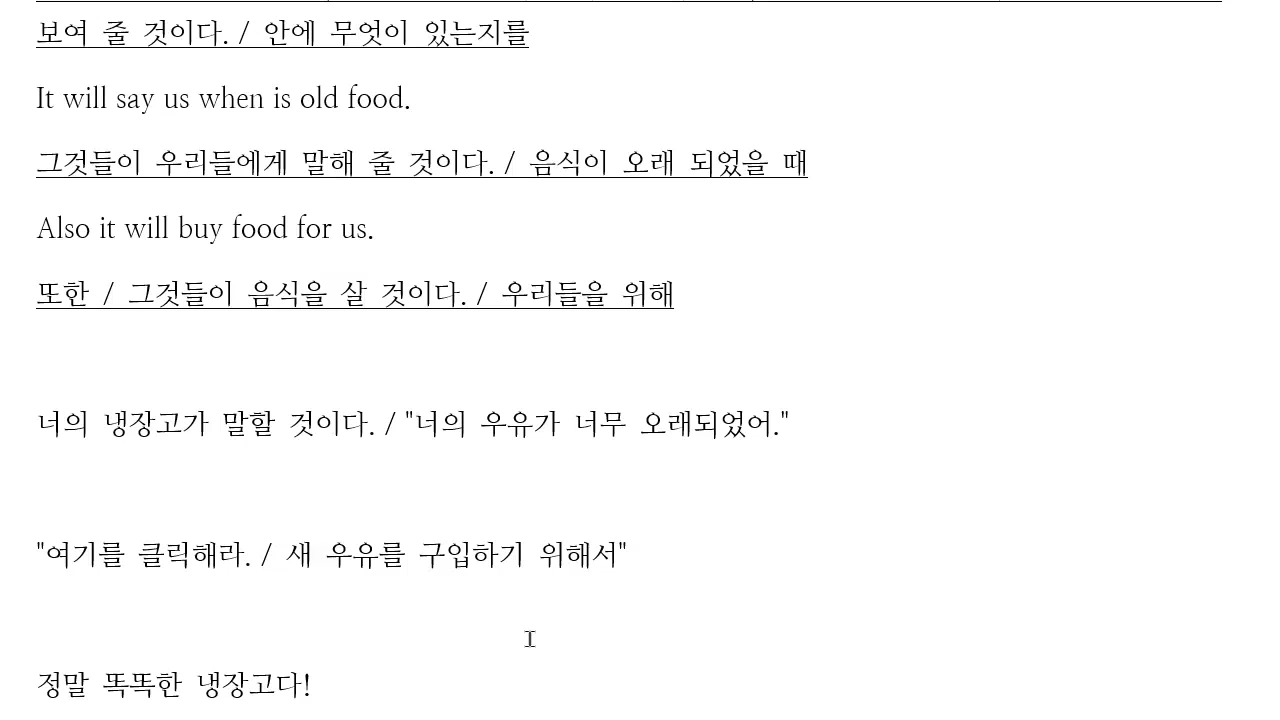 보여 줄 것이다. / 안에 무엇이 있는지를
It will say us when is old food.
그것들이 우리들에게 말해 줄 것이다. / 음식이 오래 되었을 때
Also it will buy food for us.
또한 / 그것들이 음식을 살 것이다. / 우리들을 위해
너의 냉장고가 말할 것이다. / "너의 우유가 너무 오래되었어."
"여기를 클릭해라. / 새 우유를 구입하기 위해서"
정말 똑똑한 냉장고다!